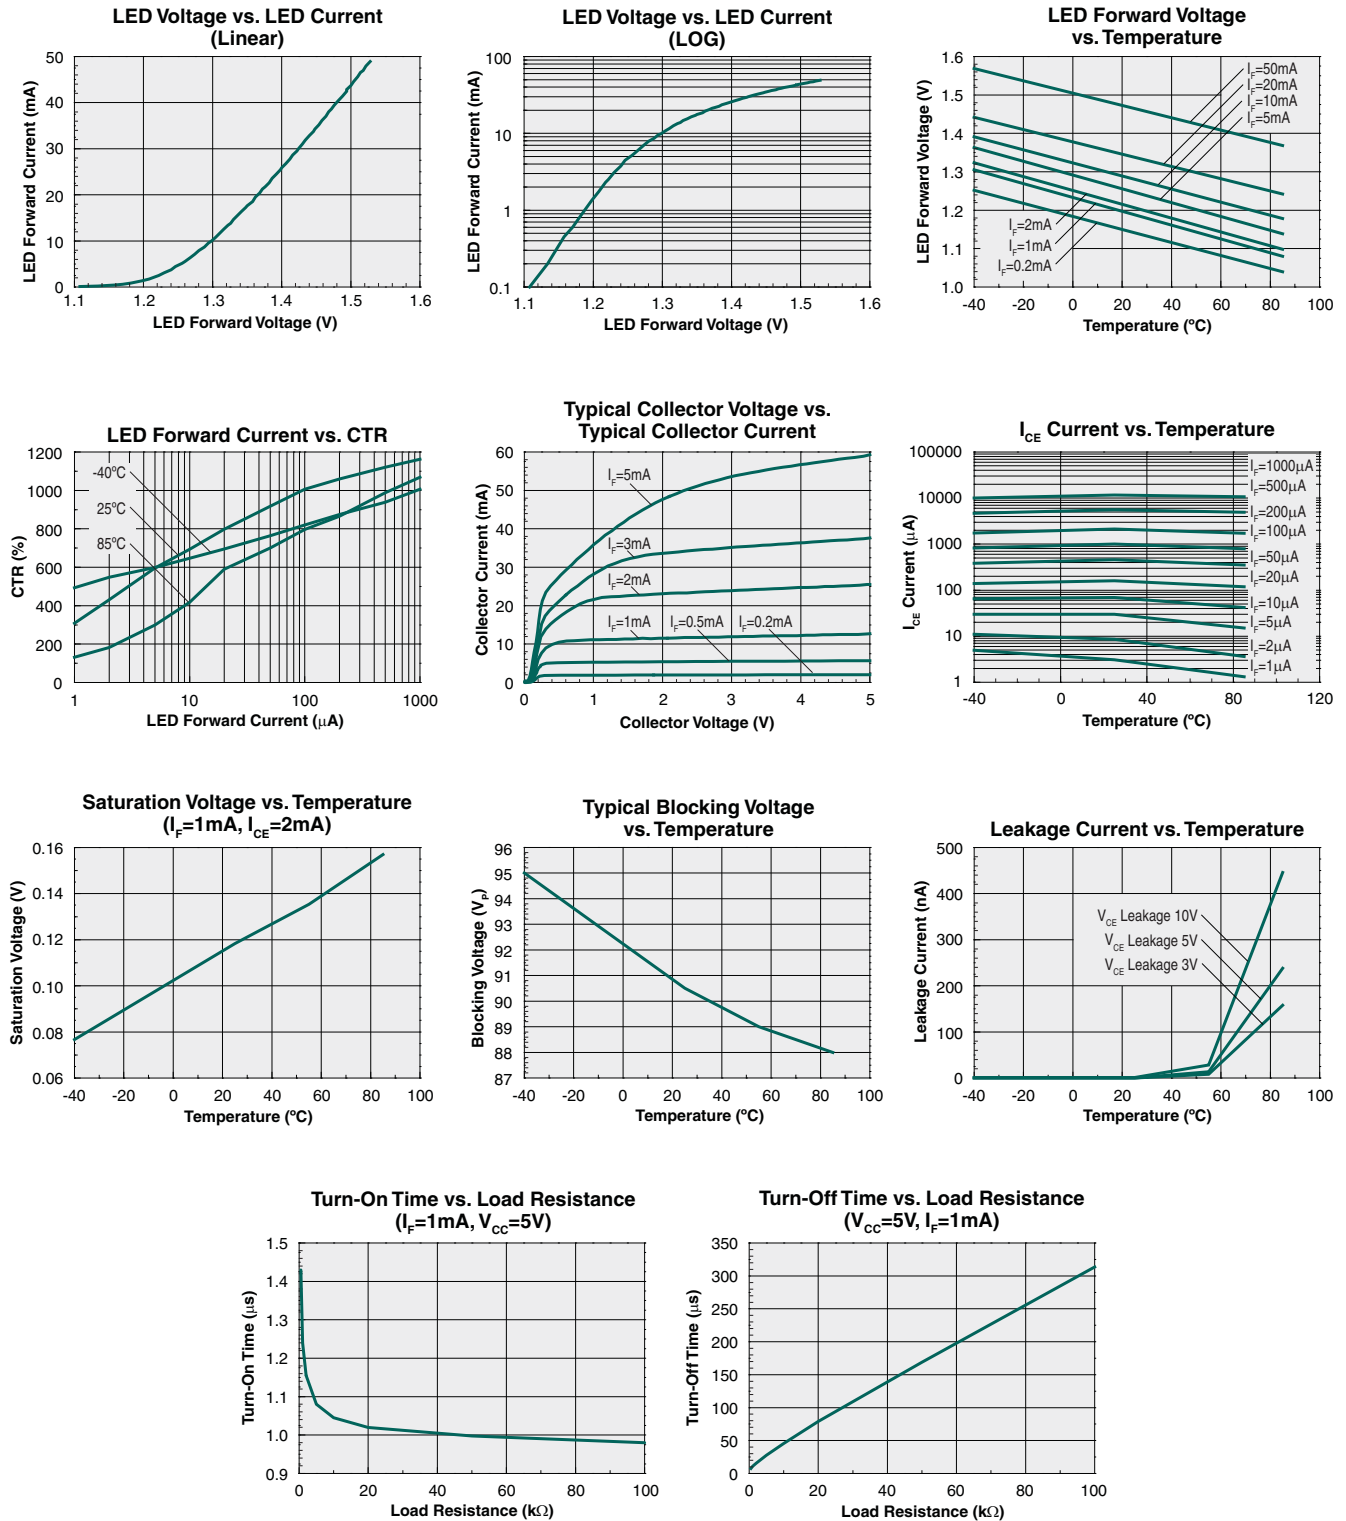 LED Voltage vs. LED Current
(Linear)
LED Forward Current (mA)
50
40
30
20
10
0
1.1 1.2 1.3 1.4 1.5 1.6
LED Forward Voltage (V)
LED Voltage vs. LED Current
(LOG)
LED Forward Current (mA)
100
10
1
0.1
1.1 1.2 1.3 1.4 1.5 1.6
LED Forward Voltage (V)
LED Forward Voltage
vs. Temperature
LED Forward Voltage (V)
1.6
1.5
1.4
1.3
1.2
1.1
1.0
IF=50mA
IF=20mA
IF=10mA
IF=5mA
IF=2mA
IF=1mA
IF=0.2mA
-40 -20 0 20 40 60 80 100
Temperature (ºC)
LED Forward Current vs. CTR
CTR (%)
1200
1000
800
600
400
200
0
-40ºC
25ºC
85ºC
1 10 100 1000
LED Forward Current (μA)
Typical Collector Voltage vs.
Typical Collector Current
Collector Current (mA)
60
50
40
30
20
10
0
IF=5mA
IF=3mA
IF=2mA
IF=1mA IF=0.5mA IF=0.2mA
0 1 2 3 4 5
Collector Voltage (V)
ICE Current vs. Temperature
ICE Current (μA)
100000
10000
1000
100
10
1
IF=1000μA
IF=500μA
IF=200μA
IF=100μA
IF=50μA
IF=20μA
IF=10μA
IF=5μA
IF=2μA
IF=1μA
-40 0 40 80 120
Temperature (ºC)
Saturation Voltage vs. Temperature
(IF=1mA, ICE=2mA)
Saturation Voltage (V)
0.16
0.14
0.12
0.10
0.08
0.06
-40 -20 0 20 40 60 80 100
Temperature (ºC)
Typical Blocking Voltage
vs. Temperature
Blocking Voltage (VP)
96
95
94
93
92
91
90
89
88
87
-40 -20 0 20 40 60 80 100
Temperature (ºC)
Leakage Current vs. Temperature
Leakage Current (nA)
500
400
300
200
100
0
VCE Leakage 10V
VCE Leakage 5V
VCE Leakage 3V
-40 -20 0 20 40 60 80 100
Temperature (ºC)
Turn-On Time vs. Load Resistance
(IF=1mA, VCC=5V)
Turn-On Time (μs)
1.5
1.4
1.3
1.2
1.1
1.0
0.9
0 20 40 60 80 100
Load Resistance (kΩ)
Turn-Off Time vs. Load Resistance
(VCC=5V, IF=1mA)
Turn-Off Time (μs)
350
300
250
200
150
100
50
0
0 20 40 60 80 100
Load Resistance (kΩ)